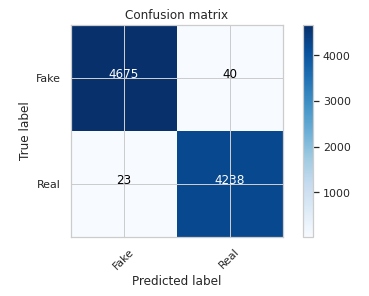 Confusion matrix
True label
Fake
4675
40
Real
23
4238
Fake
Real
Predicted label
4000
3000
2000
1000